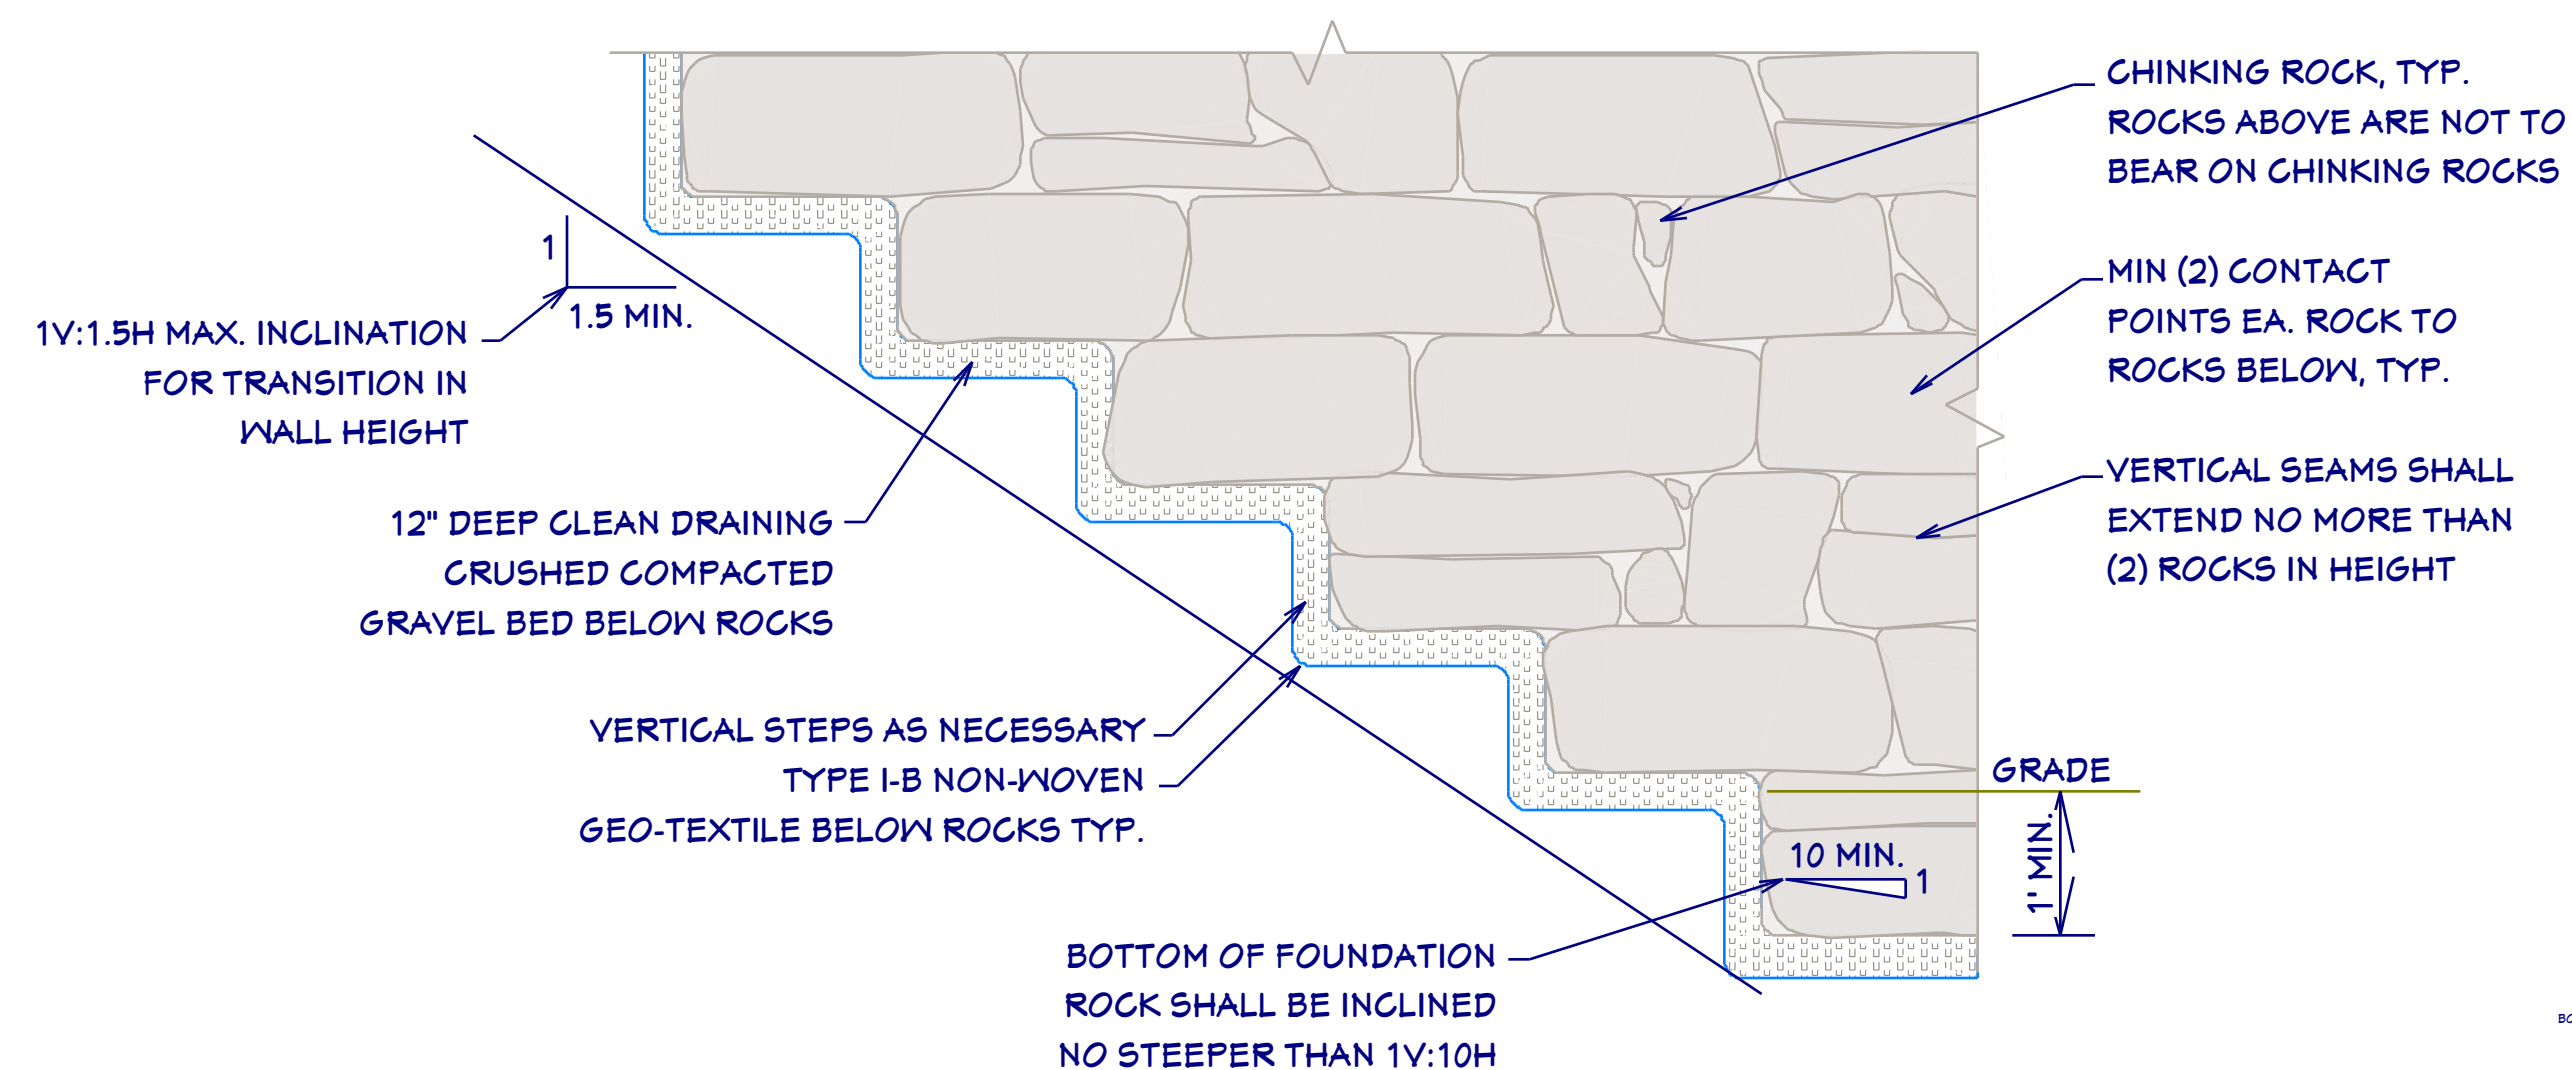 CHINKING ROCK, TYP.
ROCKS ABOVE ARE NOT TO
BEAR ON CHINKING ROCKS
MIN (2) CONTACT
POINTS EA. ROCK TO
ROCKS BELOW, TYP.
VERTICAL SEAMS SHALL
EXTEND NO MORE THAN
(2) ROCKS IN HEIGHT
1
1.5 MIN.
1V:1.5H MAX. INCLINATION
FOR TRANSITION IN
WALL HEIGHT
12" DEEP CLEAN DRAINING
CRUSHED COMPACTED
GRAVEL BED BELOW ROCKS
VERTICAL STEPS AS NECESSARY
TYPE I-B NON-WOVEN
GEO-TEXTILE BELOW ROCKS TYP.
GRADE
1' MIN.
10 MIN.
1
BOTTOM OF FOUNDATION
ROCK SHALL BE INCLINED
NO STEEPER THAN 1V:10H